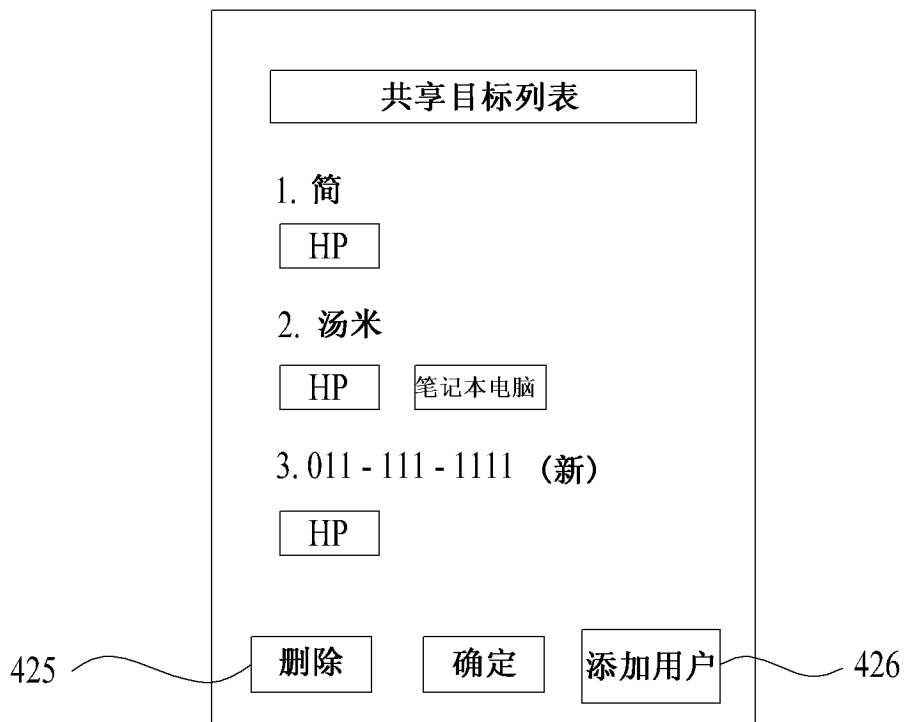 共享目标列表
1. 简
HP
2. 汤米
HP 笔记本电脑
3. 011 - 111 - 1111 (新)
HP
425 删除 确定 添加用户 426